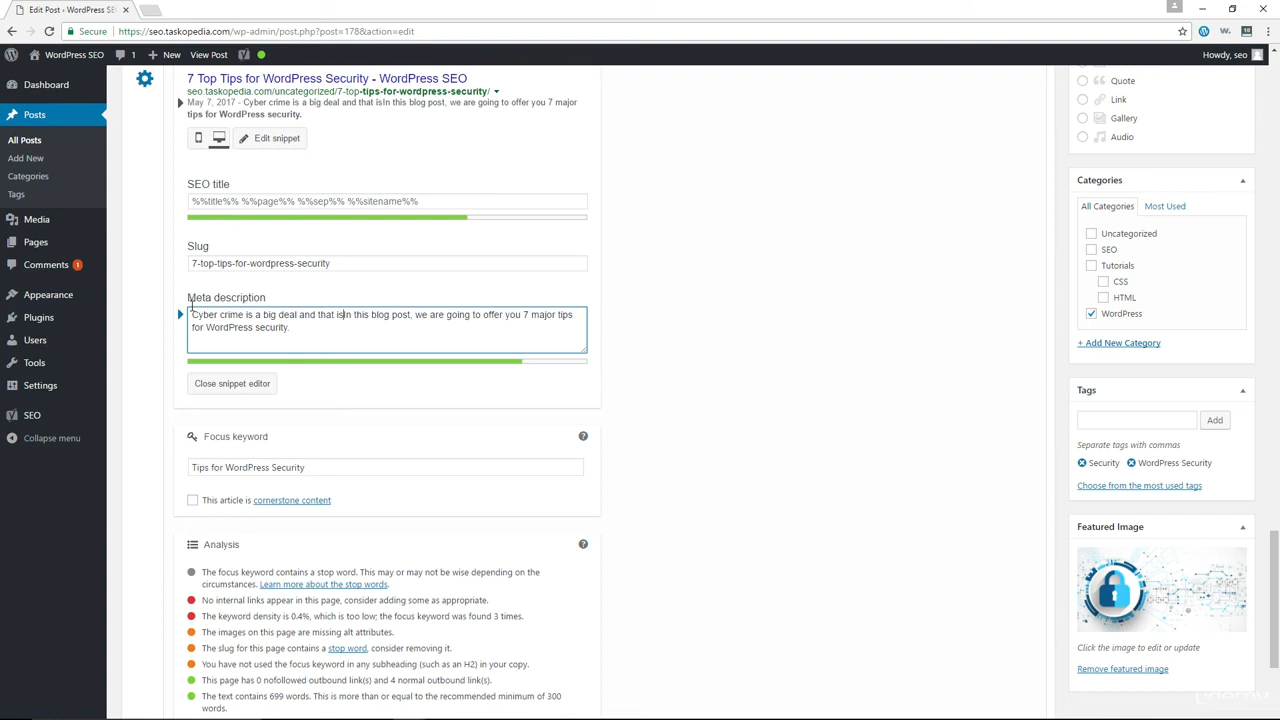 Edit Post ‹ WordPress SE
Secure
https://seo.taskopedia.com/wp-admin/post.php?post=178&action=edit
WordPress SEO
1
New
View Post
Howdy, seo
Dashboard
Posts
All Posts
Add New
Categories
Tags
Media
Pages
Comments 1
Appearance
Plugins
Users
Tools
Settings
SEO
Collapse menu
7 Top Tips for WordPress Security - WordPress SEO
seo.taskopedia.com/uncategorized/7-top-tips-for-wordpress-security/
May 7, 2017 - Cyber crime is a big deal and that isIn this blog post, we are going to offer you 7 major
tips for WordPress security.
Edit snippet
SEO title
%%title%% %%page%% %%sep%% %%sitename%%
Slug
7-top-tips-for-wordpress-security
Meta description
Cyber crime is a big deal and that isIn this blog post, we are going to offer you 7 major tips
for WordPress security.
Close snippet editor
Focus keyword
Tips for WordPress Security
This article is cornerstone content
Analysis
The focus keyword contains a stop word. This may or may not be wise depending on the
circumstances. Learn more about the stop words.
No internal links appear in this page, consider adding some as appropriate.
The keyword density is 0.4%, which is too low; the focus keyword was found 3 times.
The images on this page are missing alt attributes.
The slug for this page contains a stop word, consider removing it.
You have not used the focus keyword in any subheading (such as an H2) in your copy.
This page has 0 nofollowed outbound link(s) and 4 normal outbound link(s).
The text contains 699 words. This is more than or equal to the recommended minimum of 300
words.
Quote
Link
Gallery
Audio
Categories
All Categories
Most Used
Uncategorized
SEO
Tutorials
CSS
HTML
WordPress
+ Add New Category
Tags
Add
Separate tags with commas
Security
WordPress Security
Choose from the most used tags
Featured Image
Click the image to edit or update
Remove featured image